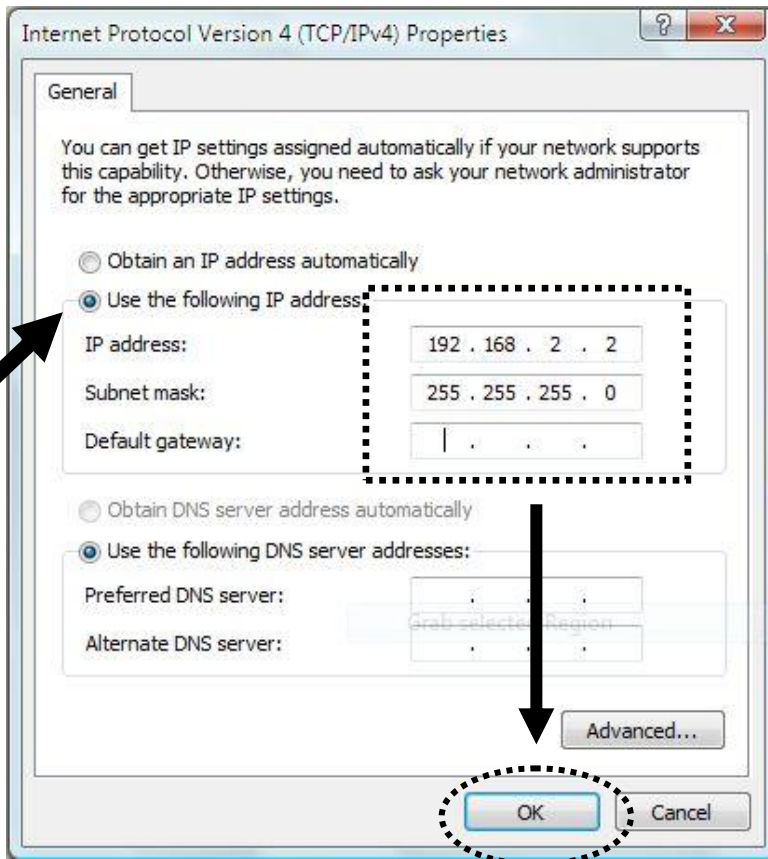 Internet Protocol Version 4 (TCP/IPv4) Properties
General
You can get IP settings assigned automatically if your network supports
this capability. Otherwise, you need to ask your network administrator
for the appropriate IP settings.
Obtain an IP address automatically
Use the following IP address:
IP address: 192 . 168 . 2 . 2
Subnet mask: 255 . 255 . 255 . 0
Default gateway: . . .
Obtain DNS server address automatically
Use the following DNS server addresses:
Preferred DNS server: . . .
Grab selected Region
Alternate DNS server: . . .
Advanced...
OK Cancel